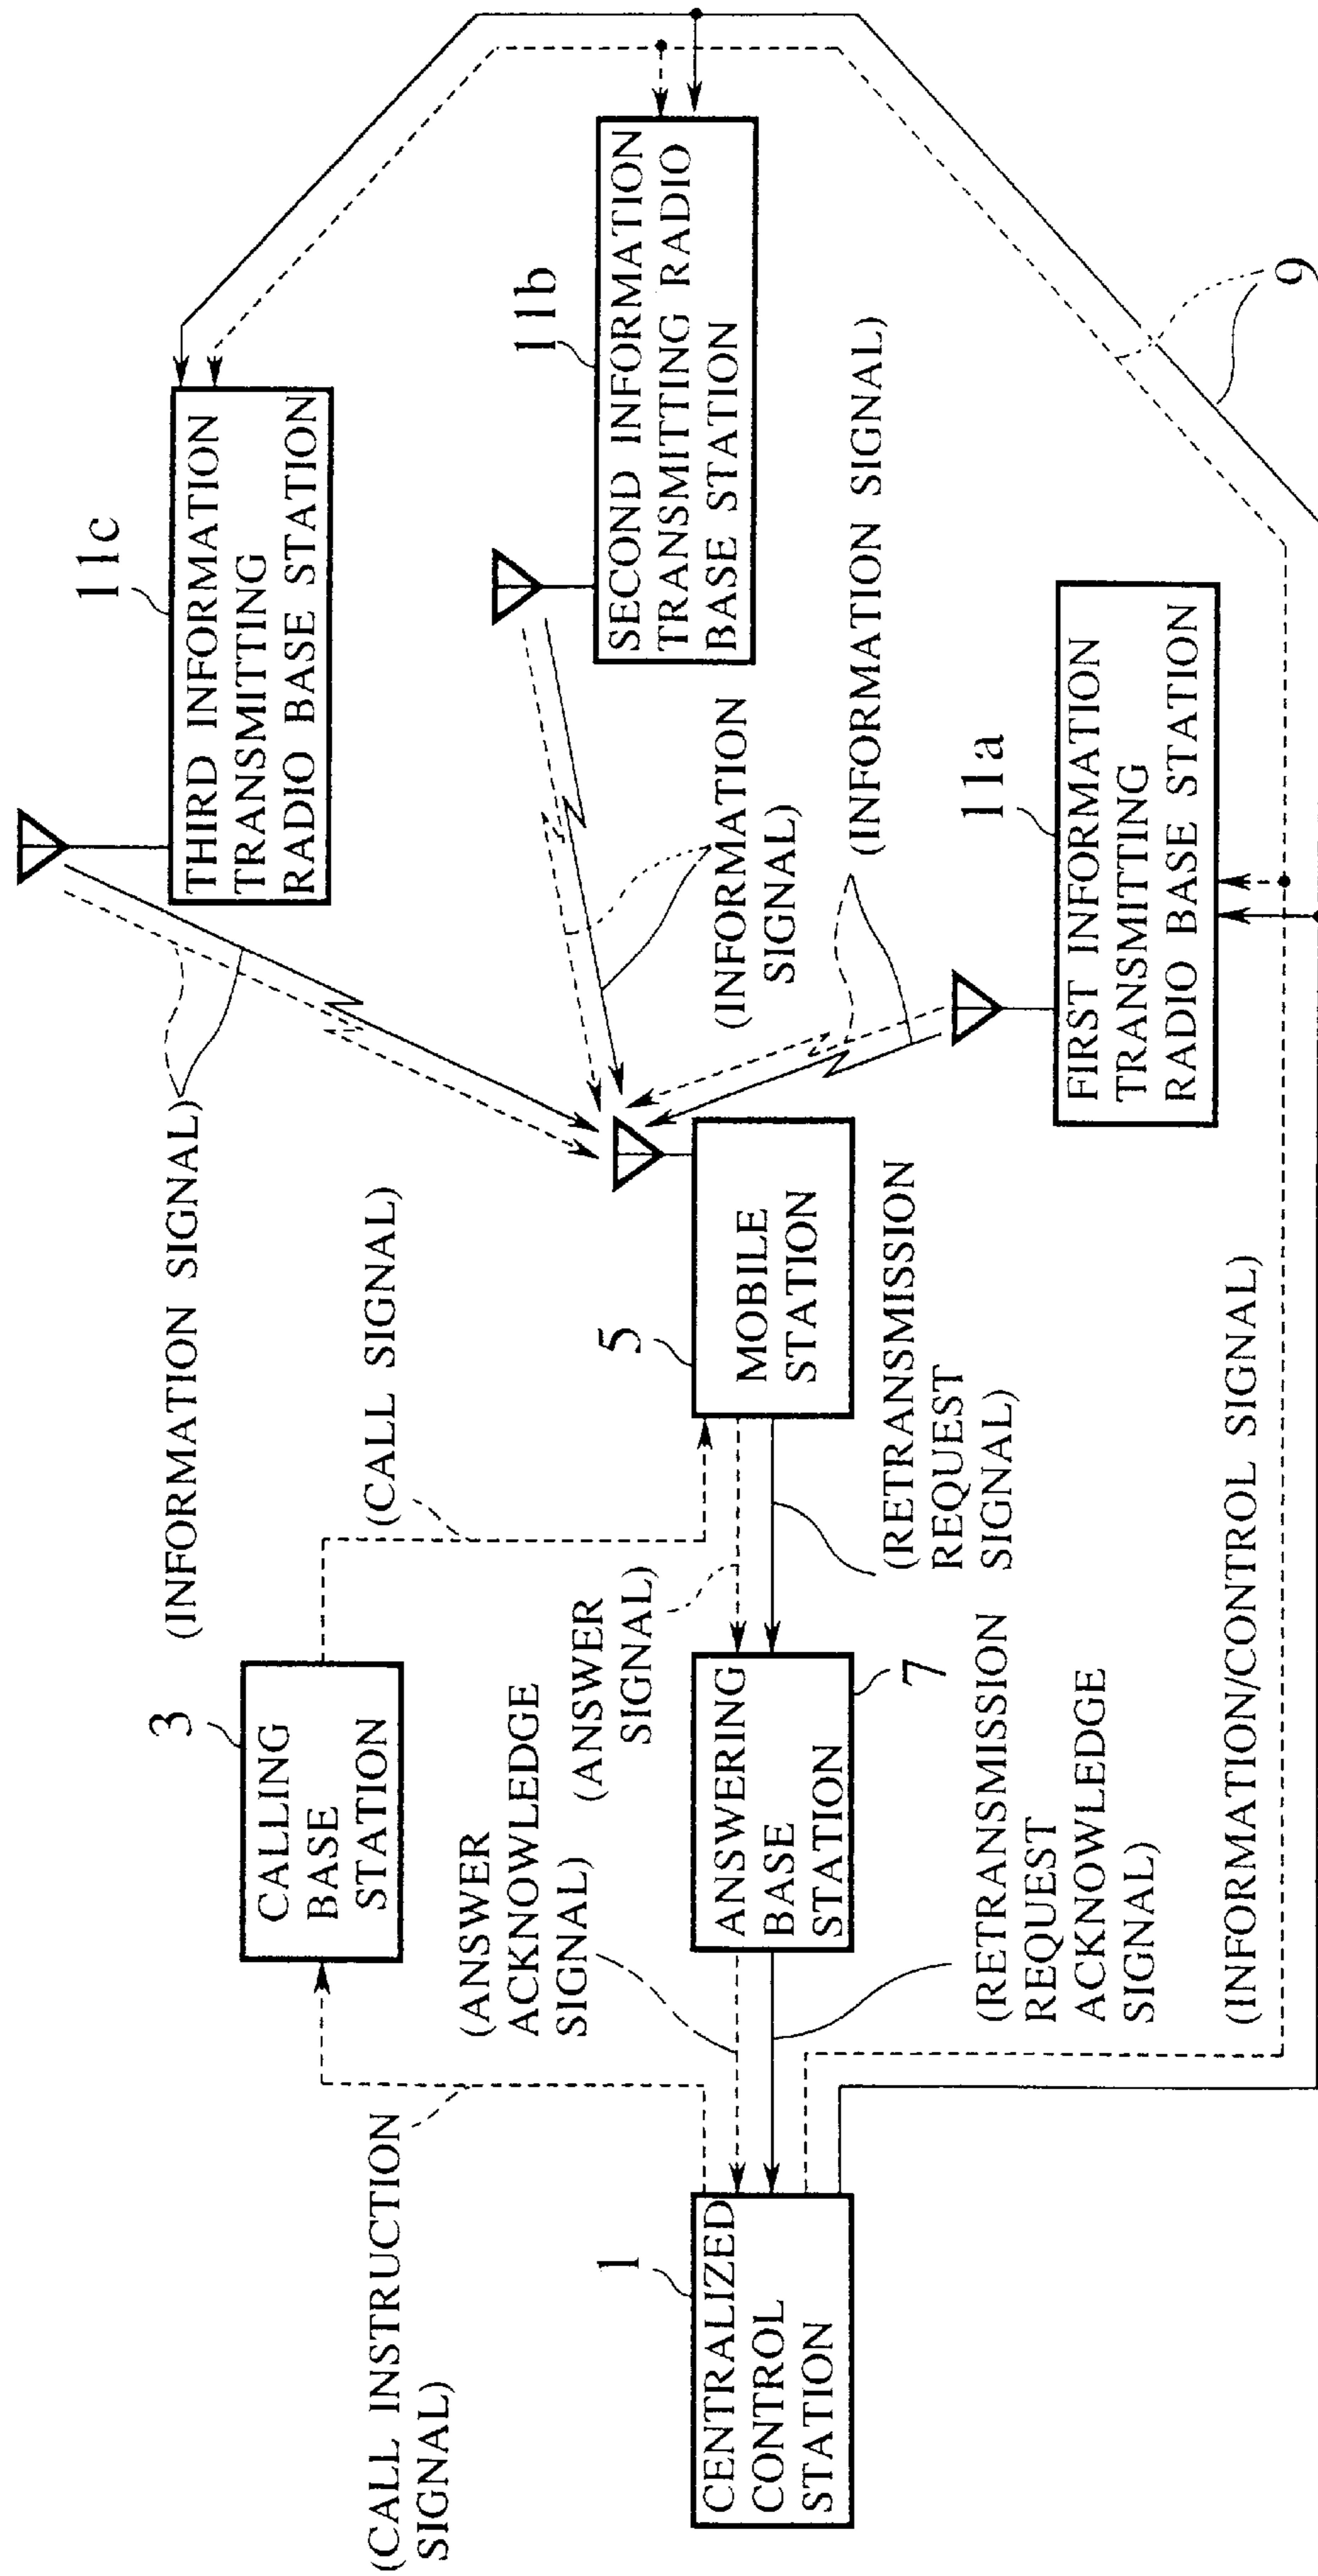 (CALL INSTRUCTION
SIGNAL)
1
CENTRALIZED
CONTROL
STATION
3
CALLING
BASE
STATION
(ANSWER
ACKNOWLEDGE
SIGNAL)
(ANSWER
SIGNAL)
ANSWERING
BASE
STATION
7
(RETRANSMISSION
REQUEST
ACKNOWLEDGE
SIGNAL)
(INFORMATION/CONTROL SIGNAL)
(INFORMATION SIGNAL)
(CALL SIGNAL)
5
MOBILE
STATION
(RETRANSMISSION
REQUEST
SIGNAL)
11c
THIRD INFORMATION
TRANSMITTING
RADIO BASE STATION
11b
SECOND INFORMATION
TRANSMITTING RADIO
BASE STATION
(INFORMATION
SIGNAL)
(INFORMATION SIGNAL)
11a
FIRST INFORMATION
TRANSMITTING
RADIO BASE STATION
9